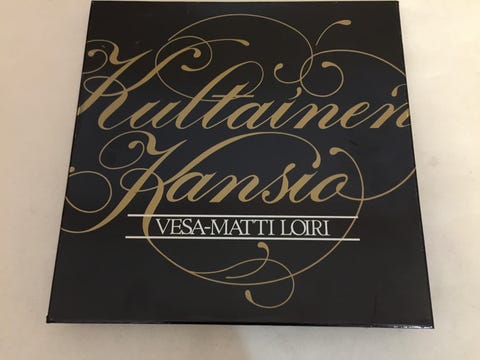 Kultainen
Kansio
VESA-MATTI LOIRI